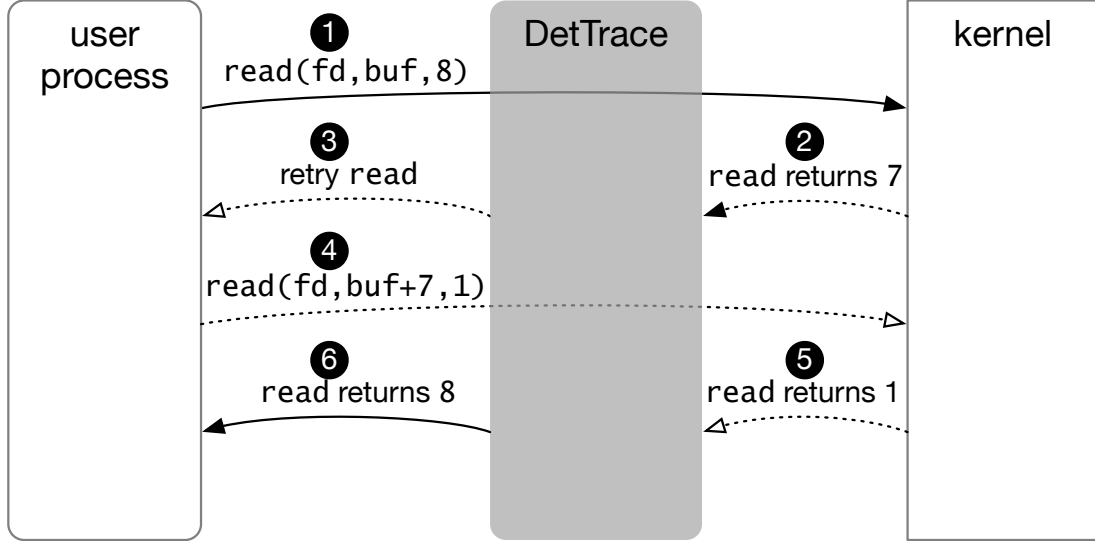 user
process
DetTrace
kernel
1
read(fd,buf,8)
2
read returns 7
3
retry read
4
read(fd,buf+7,1)
5
read returns 1
6
read returns 8